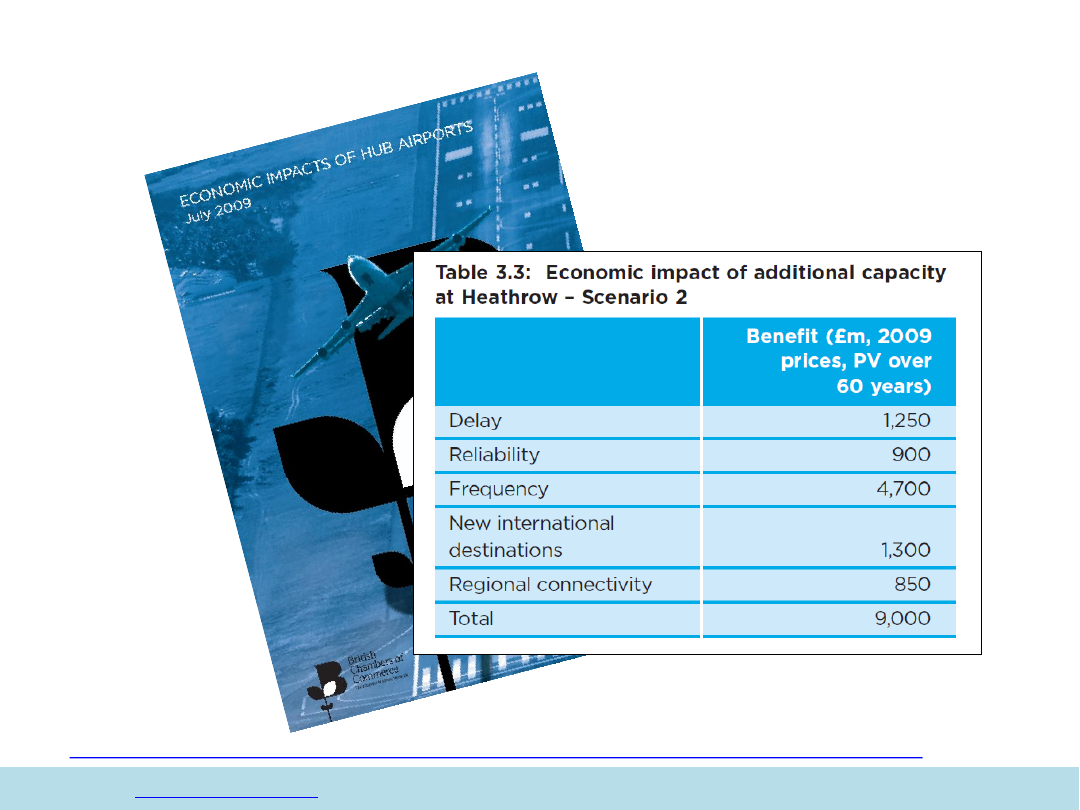 ECONOMIC IMPACTS OF HUB AIRPORTS
July 2009
Table 3.3: Economic impact of additional capacity
at Heathrow – Scenario 2
Benefit (£m, 2009
prices, PV over
60 years)
Delay 1,250
Reliability 900
Frequency 4,700
New international
destinations 1,300
Regional connectivity 850
Total 9,000
British
Chambers of
Commerce